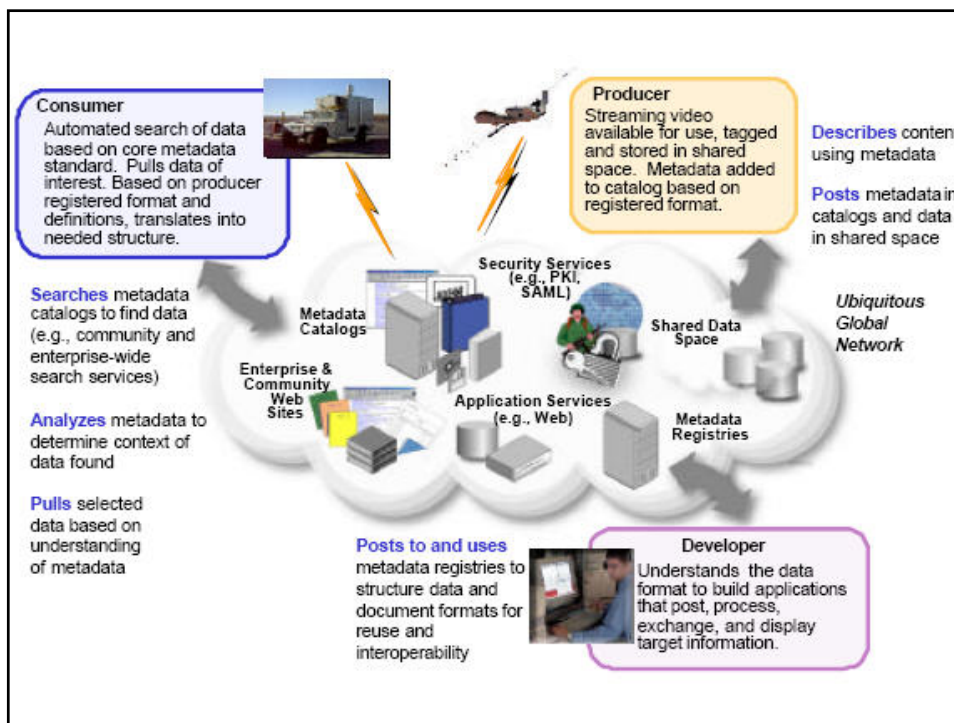 Consumer
Automated search of data
based on core metadata
standard. Pulls data of
interest. Based on producer
registered format and
definitions, translates into
needed structure.
Producer
Streaming video
available for use, tagged
and stored in shared
space. Metadata added
to catalog based on
registered format.
Describes conten
using metadata
Posts metadata in
catalogs and data
in shared space
Ubiquitous
Global
Network
Searches metadata
catalogs to find data
(e.g., community and
enterprise-wide
search services)
Analyzes metadata to
determine context of
data found
Pulls selected
data based on
understanding
of metadata
Metadata
Catalogs
Enterprise &
Community
Web
Sites
Security Services
(e.g., PKI,
SAML)
Shared Data
Space
Application Services
(e.g., Web)
Metadata
Registries
Posts to and uses
metadata registries to
structure data and
document formats for
reuse and
interoperability
Developer
Understands the data
format to build applications
that post, process,
exchange, and display
target information.